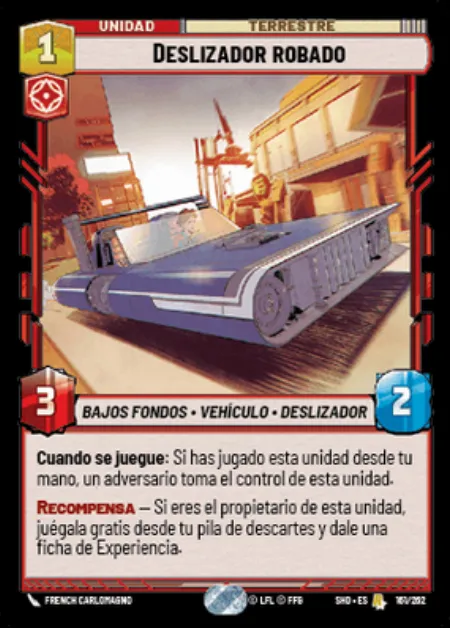 UNIDAD
TERRESTRE
1
DESLIZADOR ROBADO
3
BAJOS FONDOS • VEHÍCULO • DESLIZADOR
2
Cuando se juegue: Si has jugado esta unidad desde tu
mano, un adversario toma el control de esta unidad.
RECOMPENSA – Si eres el propietario de esta unidad,
juégala gratis desde tu pila de descartes y dale una
ficha de Experiencia.
FRENCH CARLOMAGNO
© LFL © FFG
SHD • ES
161/262